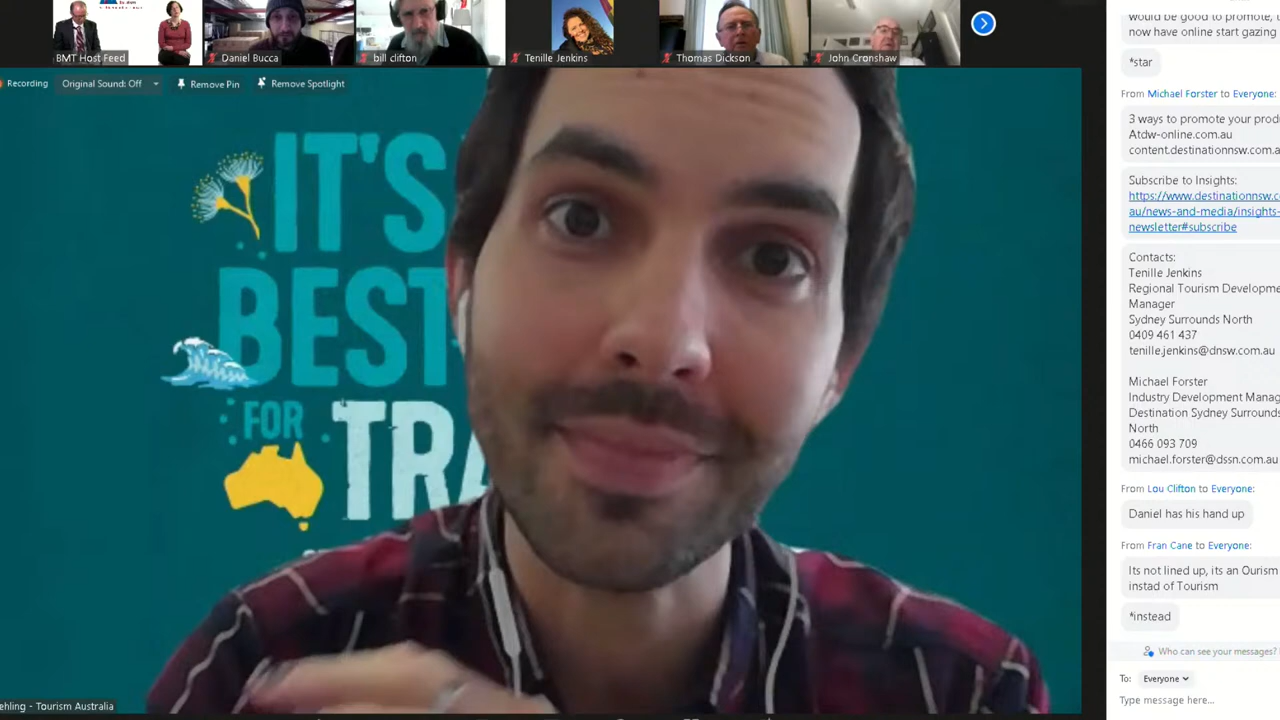 BMT Host Feed
Daniel Bucca
bill clifton
Tenille Jenkins
Thomas Dickson
John Cronshaw
Recording
Original Sound: Off
Remove Pin
Remove Spotlight
IT'S
BEST
FOR
TRA
ehling - Tourism Australia
would be good to promote,
now have online start gazing
*star
From Michael Forster to Everyone:
3 ways to promote your prod
Atdw-online.com.au
content.destinationnsw.com.a
Subscribe to Insights:
https://www.destinationnsw.c
au/news-and-media/insights-
newsletter#subscribe
Contacts:
Tenille Jenkins
Regional Tourism Developme
Manager
Sydney Surrounds North
0409 461 437
tenille.jenkins@dnsw.com.au
Michael Forster
Industry Development Manag
Destination Sydney Surrounds
North
0466 093 709
michael.forster@dssn.com.au
From Lou Clifton to Everyone:
Daniel has his hand up
From Fran Cane to Everyone:
Its not lined up, its an Ourism
instad of Tourism
*instead
Who can see your messages?
To: Everyone
Type message here...